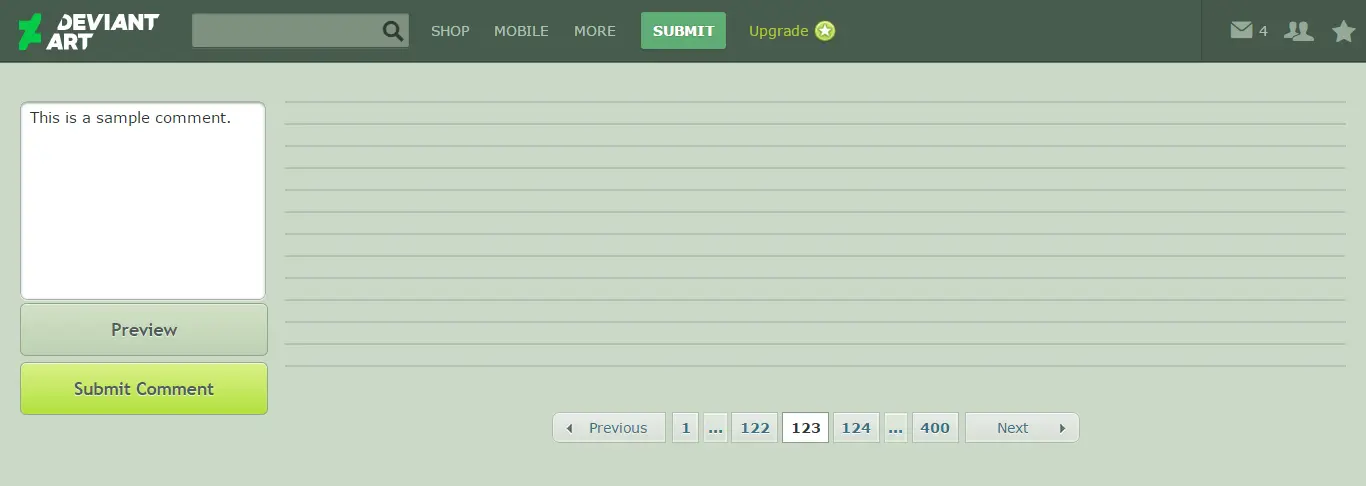 DEVIANT ART SHOP MOBILE MORE SUBMIT Upgrade 4
This is a sample comment.
Preview
Submit Comment
Previous 1 ... 122 123 124 ... 400 Next